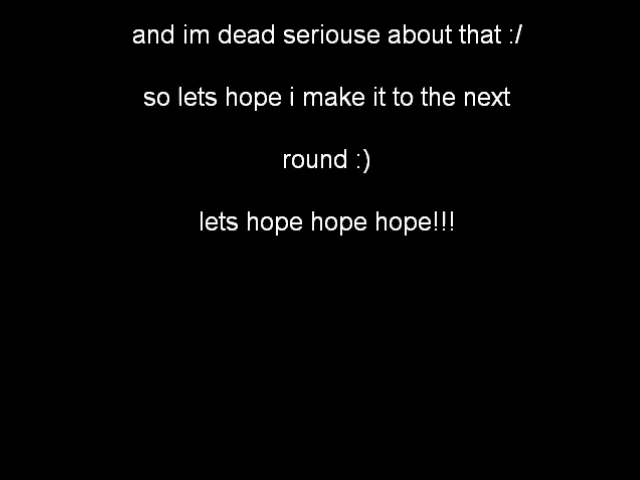 and im dead seriouse about that :/
so lets hope i make it to the next
round :)
lets hope hope hope!!!